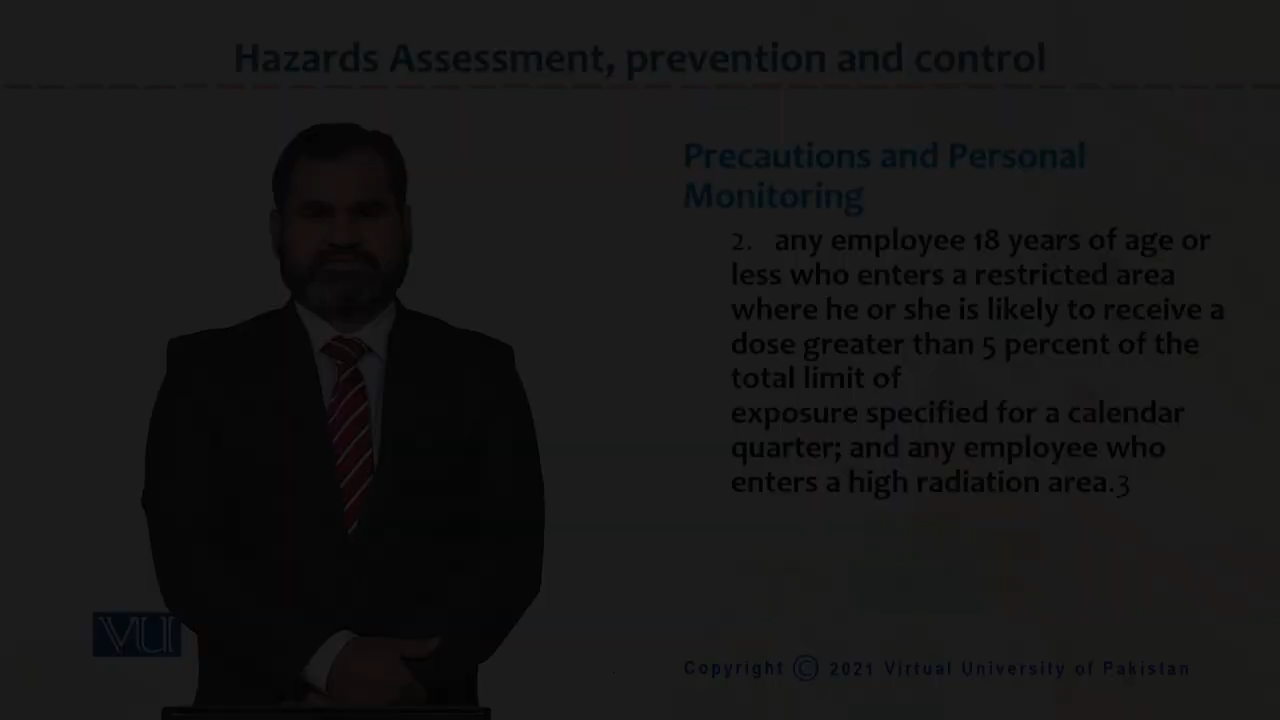 Hazards Assessment, prevention and control
Precautions and Personal
Monitoring
2. any employee 18 years of age or
less who enters a restricted area
where he or she is likely to receive a
dose greater than 5 percent of the
total limit of
exposure specified for a calendar
quarter; and any employee who
enters a high radiation area.3
VU
Copyright © 2021 Virtual University of Pakistan